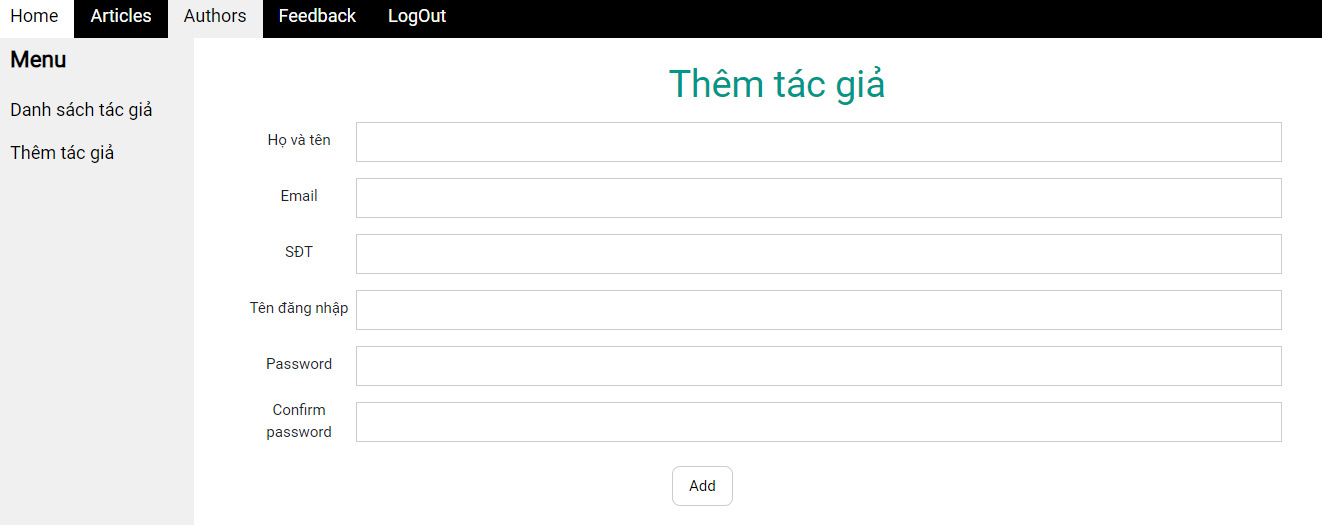 Home Articles Authors Feedback LogOut
Menu
Danh sách tác giả
Thêm tác giả
Thêm tác giả
Họ và tên
Email
SĐT
Tên đăng nhập
Password
Confirm
password
Add